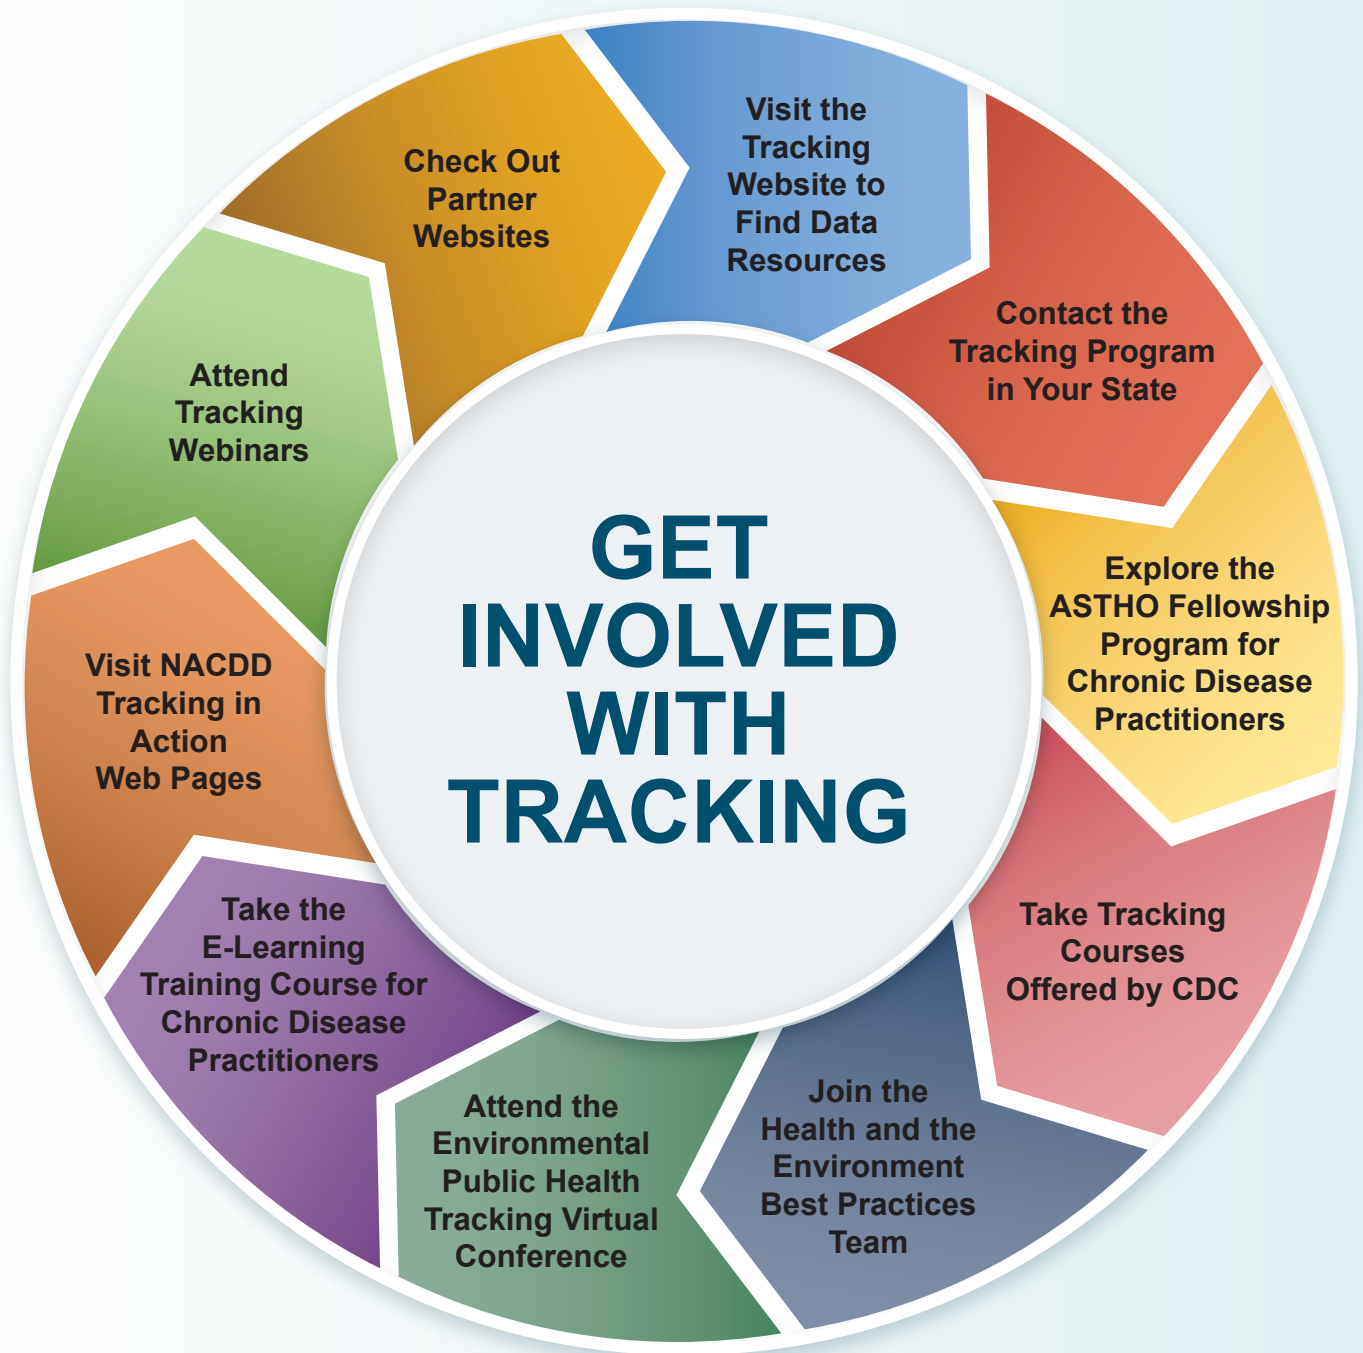 GET
INVOLVED
WITH
TRACKING
Visit the
Tracking
Website to
Find Data
Resources
Contact the
Tracking Program
in Your State
Explore the
ASTHO Fellowship
Program for
Chronic Disease
Practitioners
Take Tracking
Courses
Offered by CDC
Join the
Health and the
Environment
Best Practices
Team
Attend the
Environmental
Public Health
Tracking Virtual
Conference
Take the
E-Learning
Training Course for
Chronic Disease
Practitioners
Visit NACDD
Tracking in
Action
Web Pages
Attend
Tracking
Webinars
Check Out
Partner
Websites